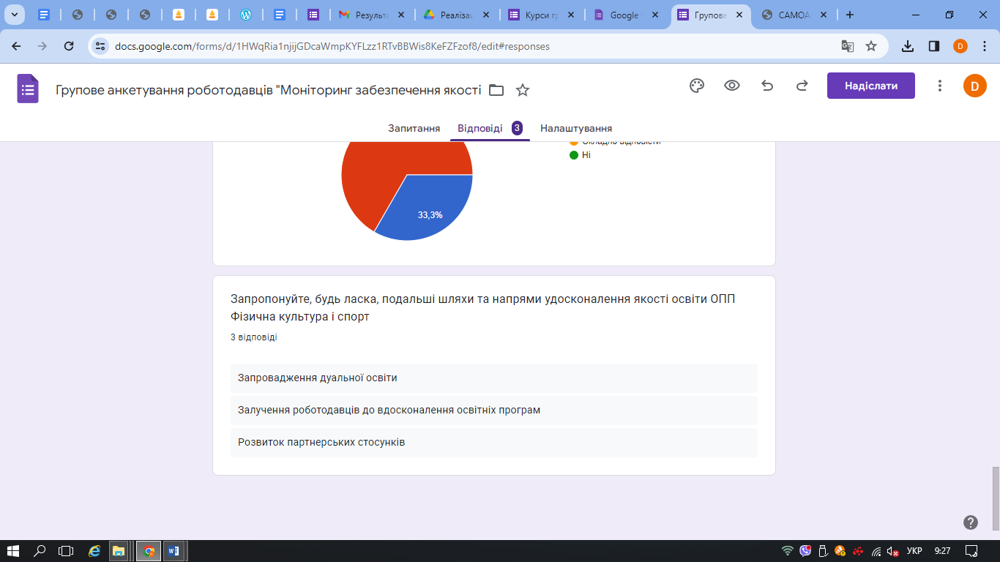 Результ
Реалізац
Курси гр
Google
Групове
САМОА
docs.google.com/forms/d/1HWqRia1njijGDcaWmpKYFLzz1RTvBBWis8KeFZFzof8/edit#responses
D
Групове анкетування роботодавців "Моніторинг забезпечення якості
Надіслати
D
Запитання
Відповіді 3
Налаштування
Складно відповісти
Ні
33,3%
Запропонуйте, будь ласка, подальші шляхи та напрями удосконалення якості освіти ОПП
Фізична культура і спорт
3 відповіді
Запровадження дуальної освіти
Залучення роботодавців до вдосконалення освітніх програм
Розвиток партнерських стосунків
УКР
9:27